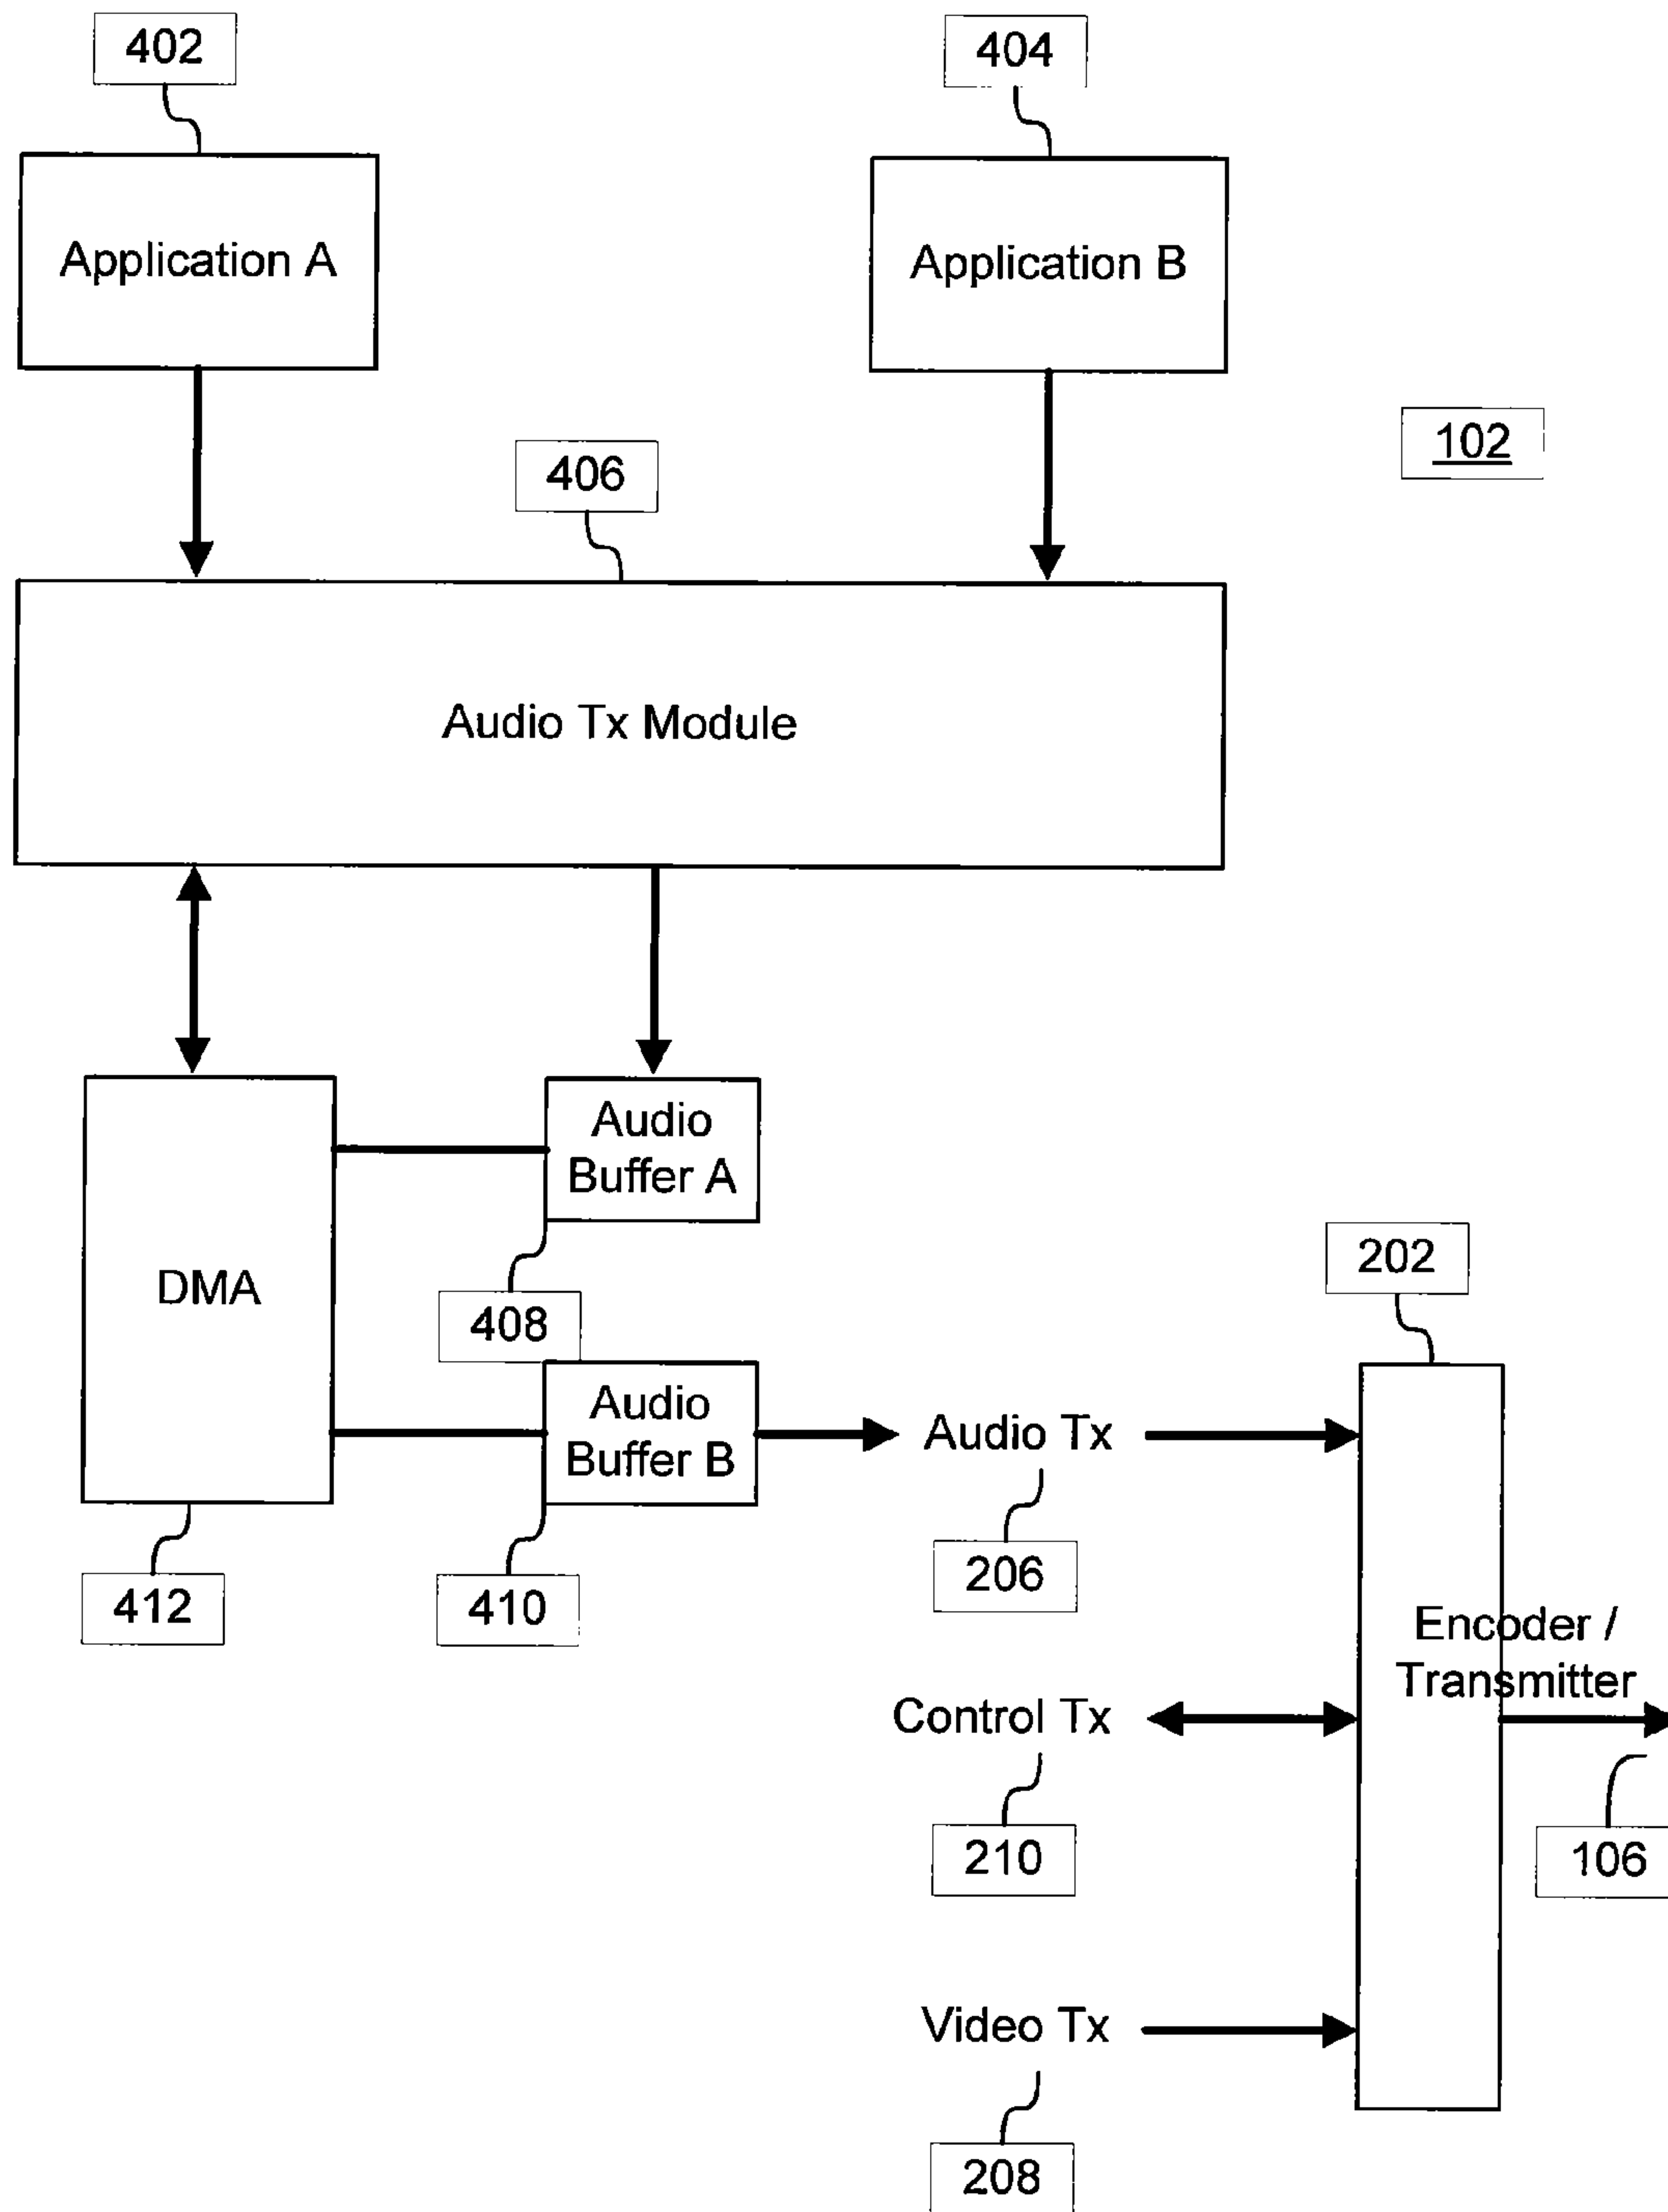 402
404
Application A
Application B
102
406
Audio Tx Module
Audio
Buffer A
DMA
408
202
Audio
Buffer B
Audio Tx
412
410
206
Encoder /
Transmitter
Control Tx
210
106
Video Tx
208